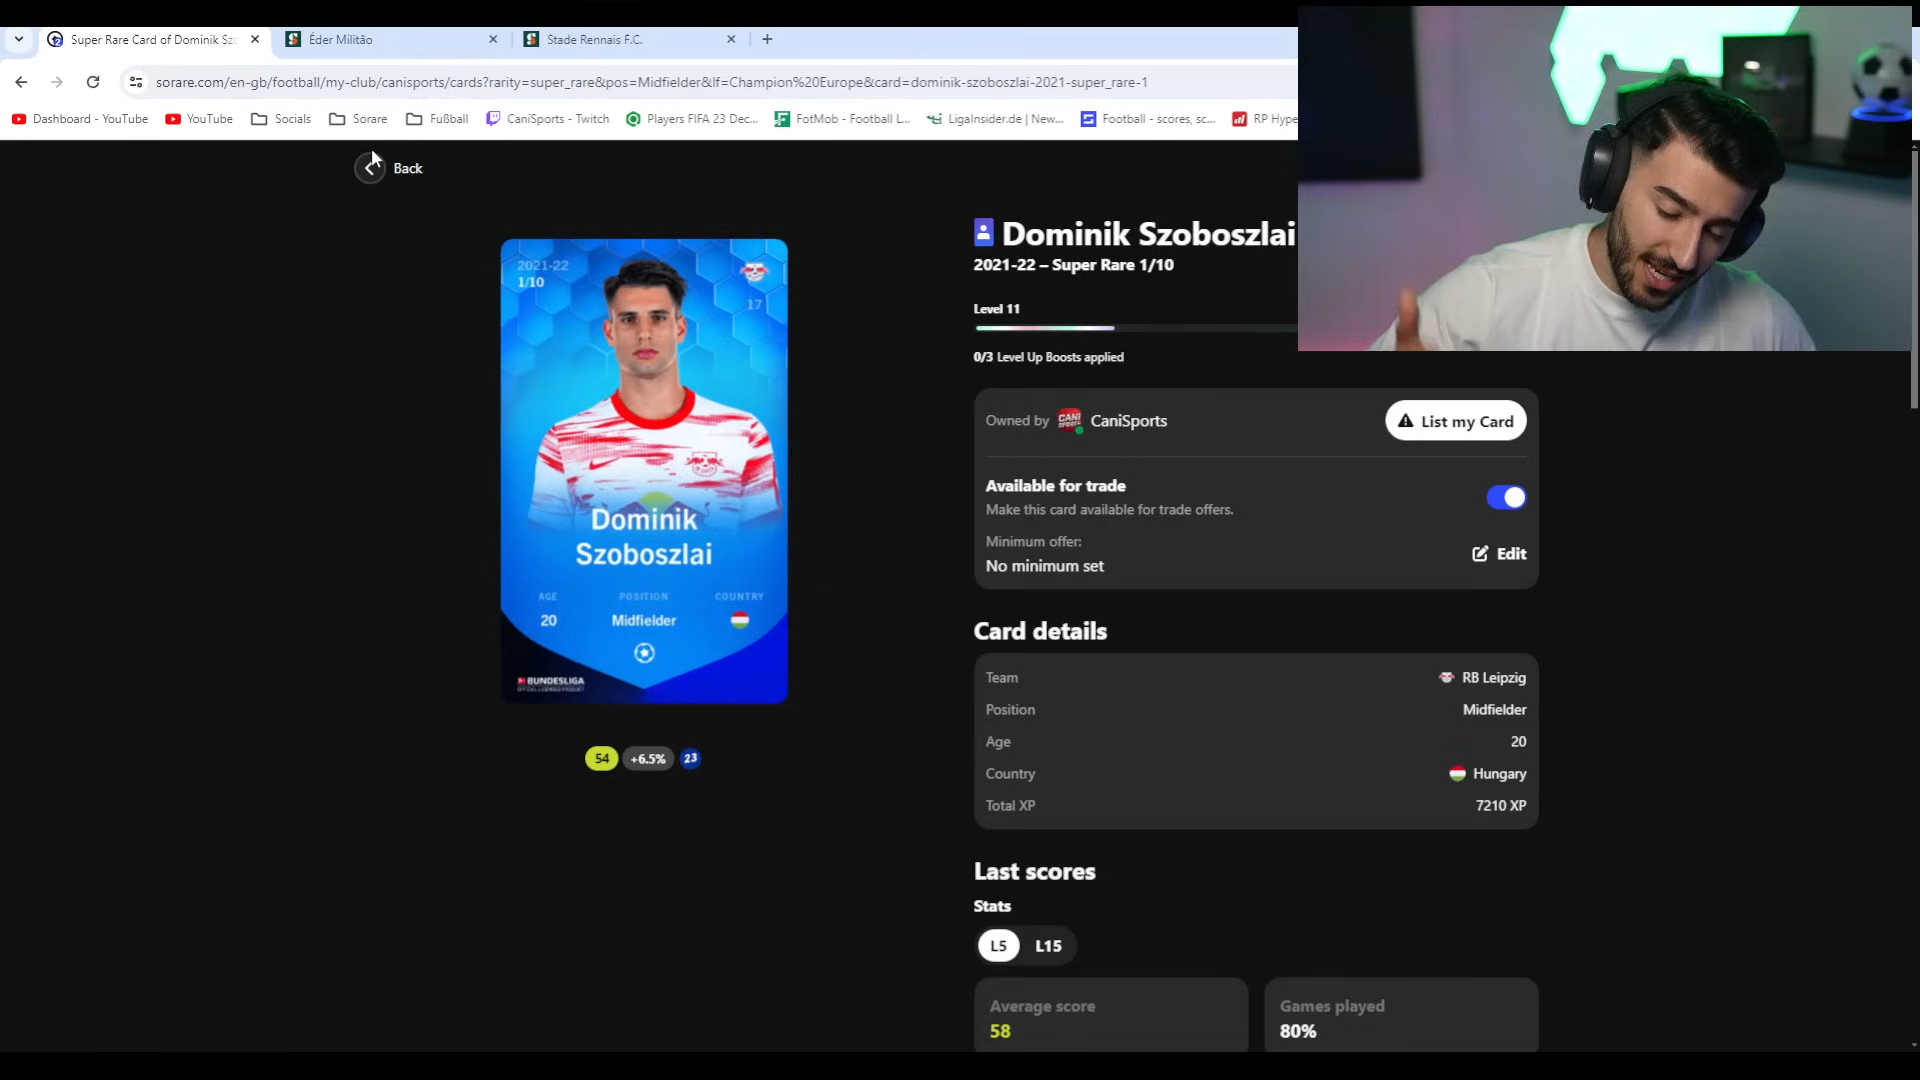 Super Rare Card of Dominik Sz
Éder Militão
Stade Rennais F.C.
sorare.com/en-gb/football/my-club/canisports/cards?rarity=super_rare&pos=Midfielder&lf=Champion%20Europe&card=dominik-szoboszlai-2021-super_rare-1
Dashboard - YouTube
YouTube
Socials
Sorare
Fußball
CaniSports - Twitch
Players FIFA 23 Dec...
FotMob - Football L...
LigaInsider.de | New...
Football - scores, sc...
RP Hype
Back
2021-22
1/10
17
Dominik
Szoboszlai
AGE
POSITION
COUNTRY
20
Midfielder
BUNDESLIGA
54
+6.5%
23
Dominik Szoboszlai
2021-22 – Super Rare 1/10
Level 11
0/3 Level Up Boosts applied
Owned by
CANI
SPORTS
CaniSports
List my Card
Available for trade
Make this card available for trade offers.
Minimum offer:
No minimum set
Edit
Card details
Team
RB Leipzig
Position
Midfielder
Age
20
Country
Hungary
Total XP
7210 XP
Last scores
Stats
L5
L15
Average score
58
Games played
80%